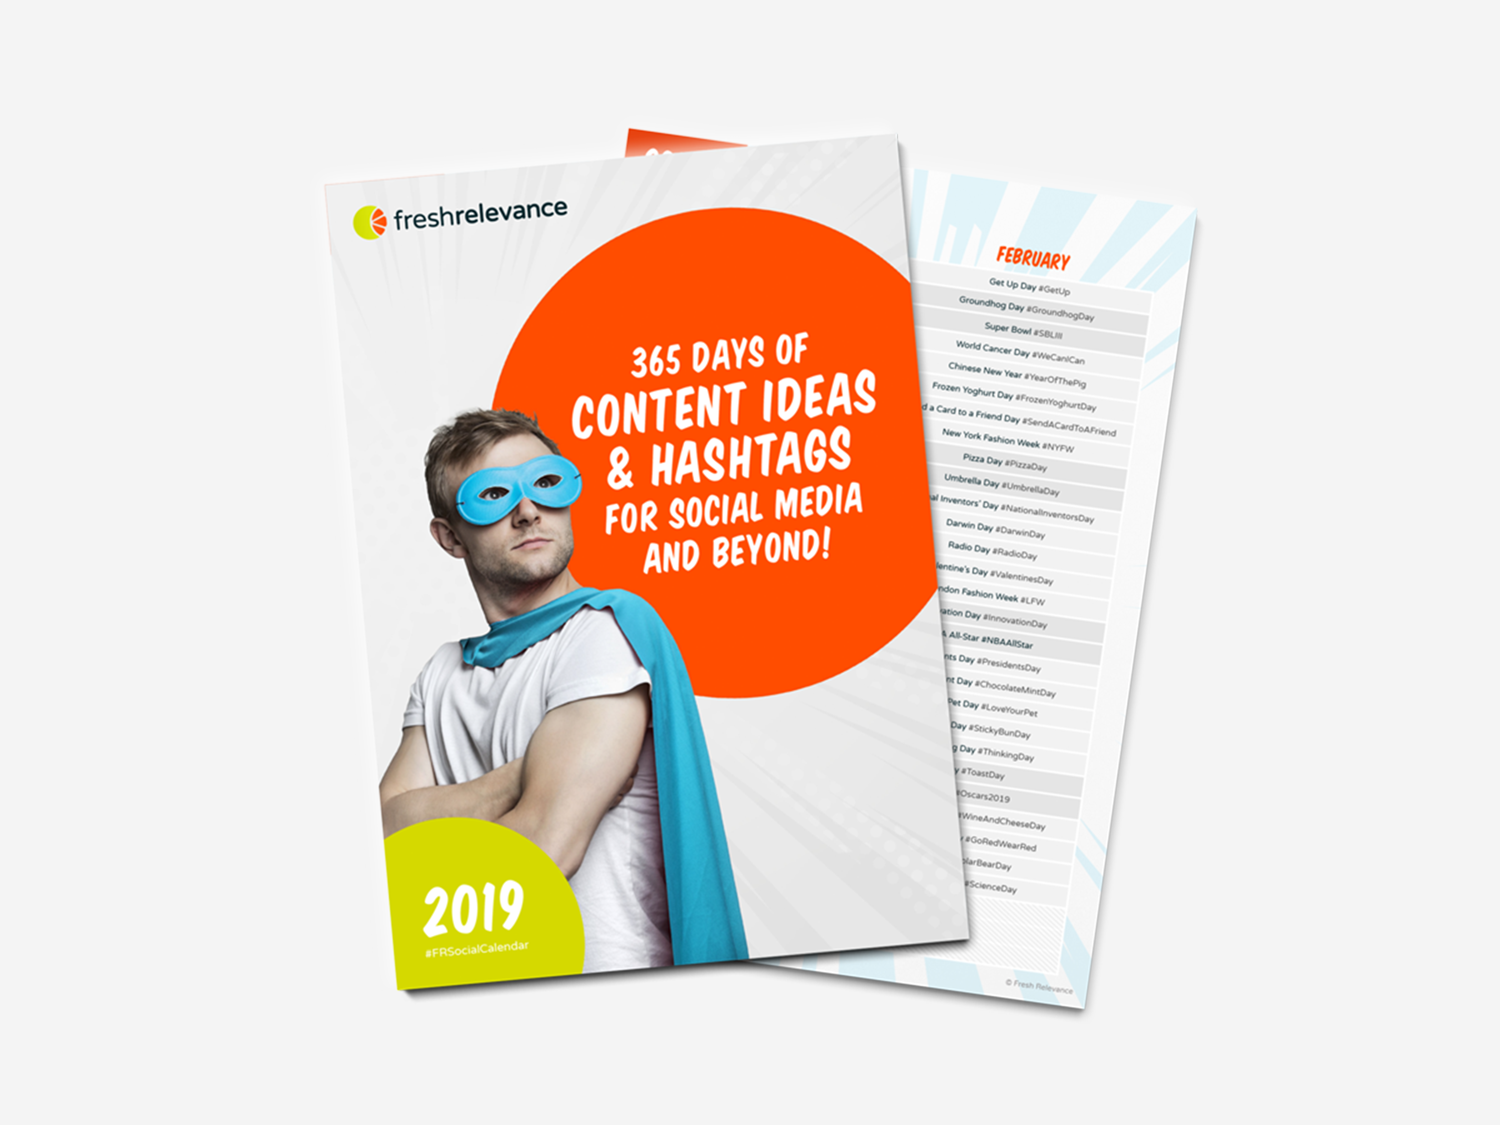 freshrelevance
365 DAYS OF
CONTENT IDEAS
& HASHTAGS
FOR SOCIAL MEDIA
AND BEYOND!
2019
#FRSocialCalendar
FEBRUARY
Get Up Day #GetUp
Groundhog Day #GroundhogDay
Super Bowl #SBLIII
World Cancer Day #WeCanICan
Chinese New Year #YearOfThePig
Frozen Yoghurt Day #FrozenYoghurtDay
a Card to a Friend Day #SendACardToAFriend
New York Fashion Week #NYFW
Pizza Day #PizzaDay
Umbrella Day #UmbrellaDay
Inventors' Day #NationalInventorsDay
Darwin Day #DarwinDay
Radio Day #RadioDay
Day #ValentinesDay
Fashion Week #LFW
Day #InnovationDay
All-Star #NBAAllStar
Day #PresidentsDay
Day #ChocolateMintDay
Pet Day #LoveYourPet
Day #StickyBunDay
Day #ThinkingDay
#ToastDay
#Oscars2019
#WineAndCheeseDay
#GoRedWearRed
#ScienceDay
© Fresh Relevance